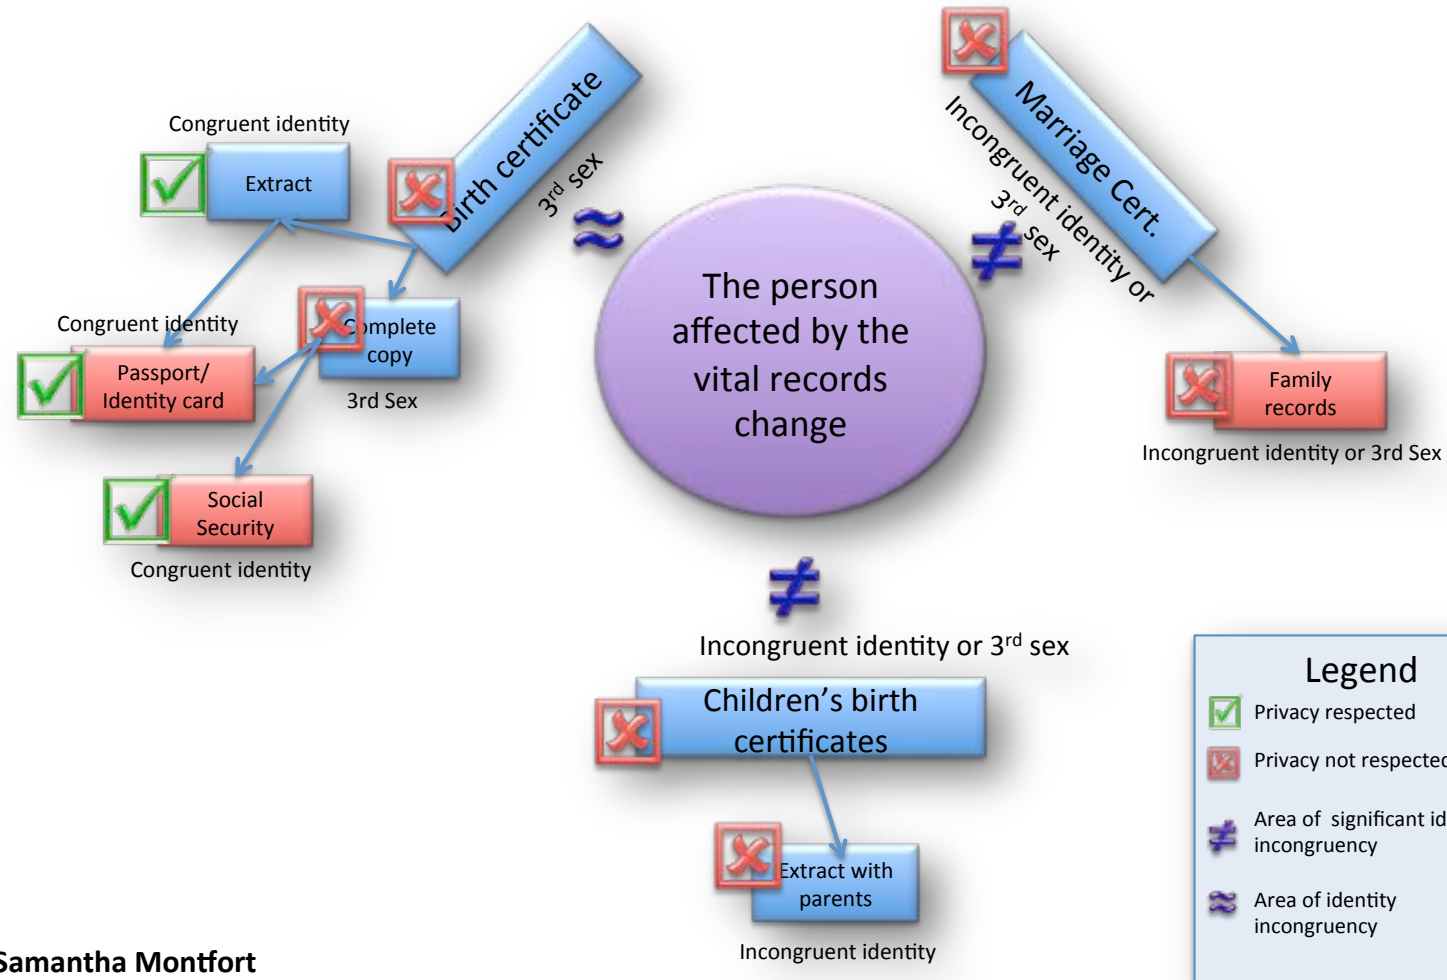 Congruent identity
Extract
Birth certificate
3rd sex
Congruent identity
Passport/
Identity card
Complete
copy
3rd Sex
Social
Security
Congruent identity
The person
affected by the
vital records
change
Marriage Cert.
Incongruent identity or
3rd sex
Family
records
Incongruent identity or 3rd Sex
Incongruent identity or 3rd sex
Children’s birth
certificates
Extract with
parents
Incongruent identity
Legend
Privacy respected
Privacy not respected
Area of significant id
incongruency
Area of identity
incongruency
Samantha Montfort